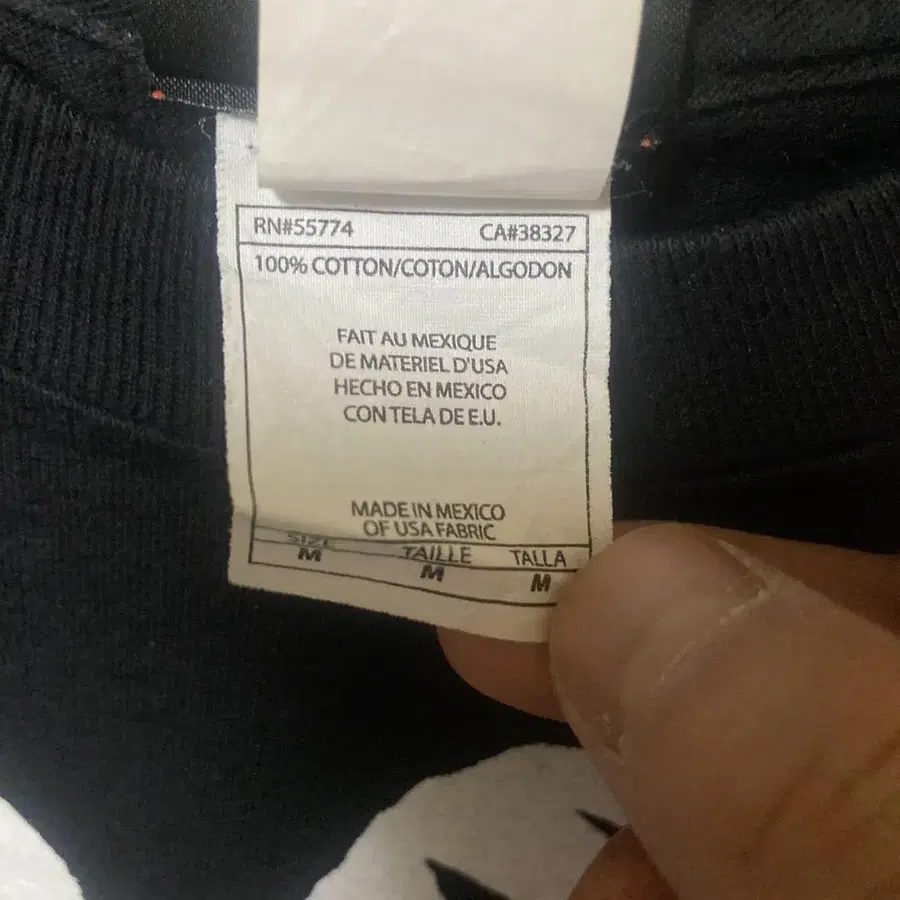 RN#55774 CA#38327
100% COTTON/COTON/ALGODON
FAIT AU MEXIQUE
DE MATERIEL D'USA
HECHO EN MEXICO
CON TELA DE E.U.
MADE IN MEXICO
OF USA FABRIC
SIZE TAILLE TALLA
M M M